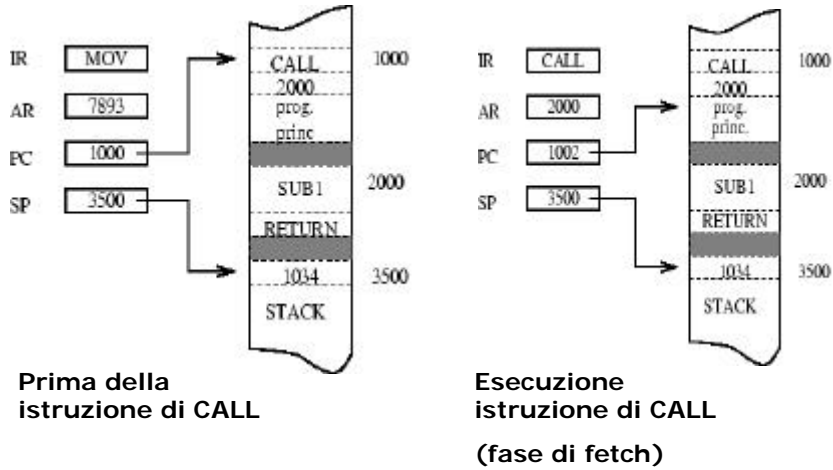 IR MOV
AR 7893
PC 1000
SP 3500
CALL 1000
2000
prog.
princ
SUB1 2000
RETURN
1034 3500
STACK
Prima della
istruzione di CALL
IR CALL
AR 2000
PC 1002
SP 3500
CALL 1000
2000
prog.
princ.
SUB1 2000
RETURN
1034 3500
STACK
Esecuzione
istruzione di CALL
(fase di fetch)